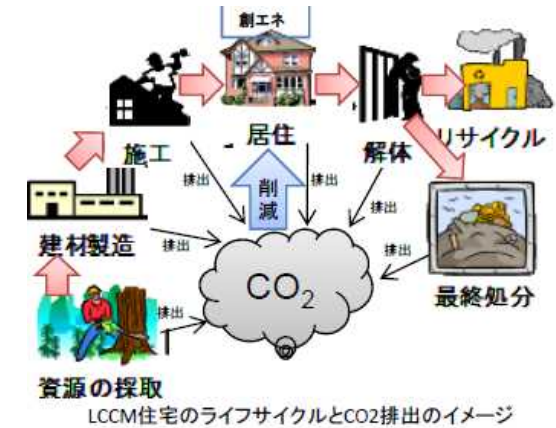 創エネ
施工
居住
解体
リサイクル
排出
削減
排出
排出
建材製造
排出
排出
CO2
最終処分
排出
資源の採取
LCCM住宅のライフサイクルとCO2排出のイメージ